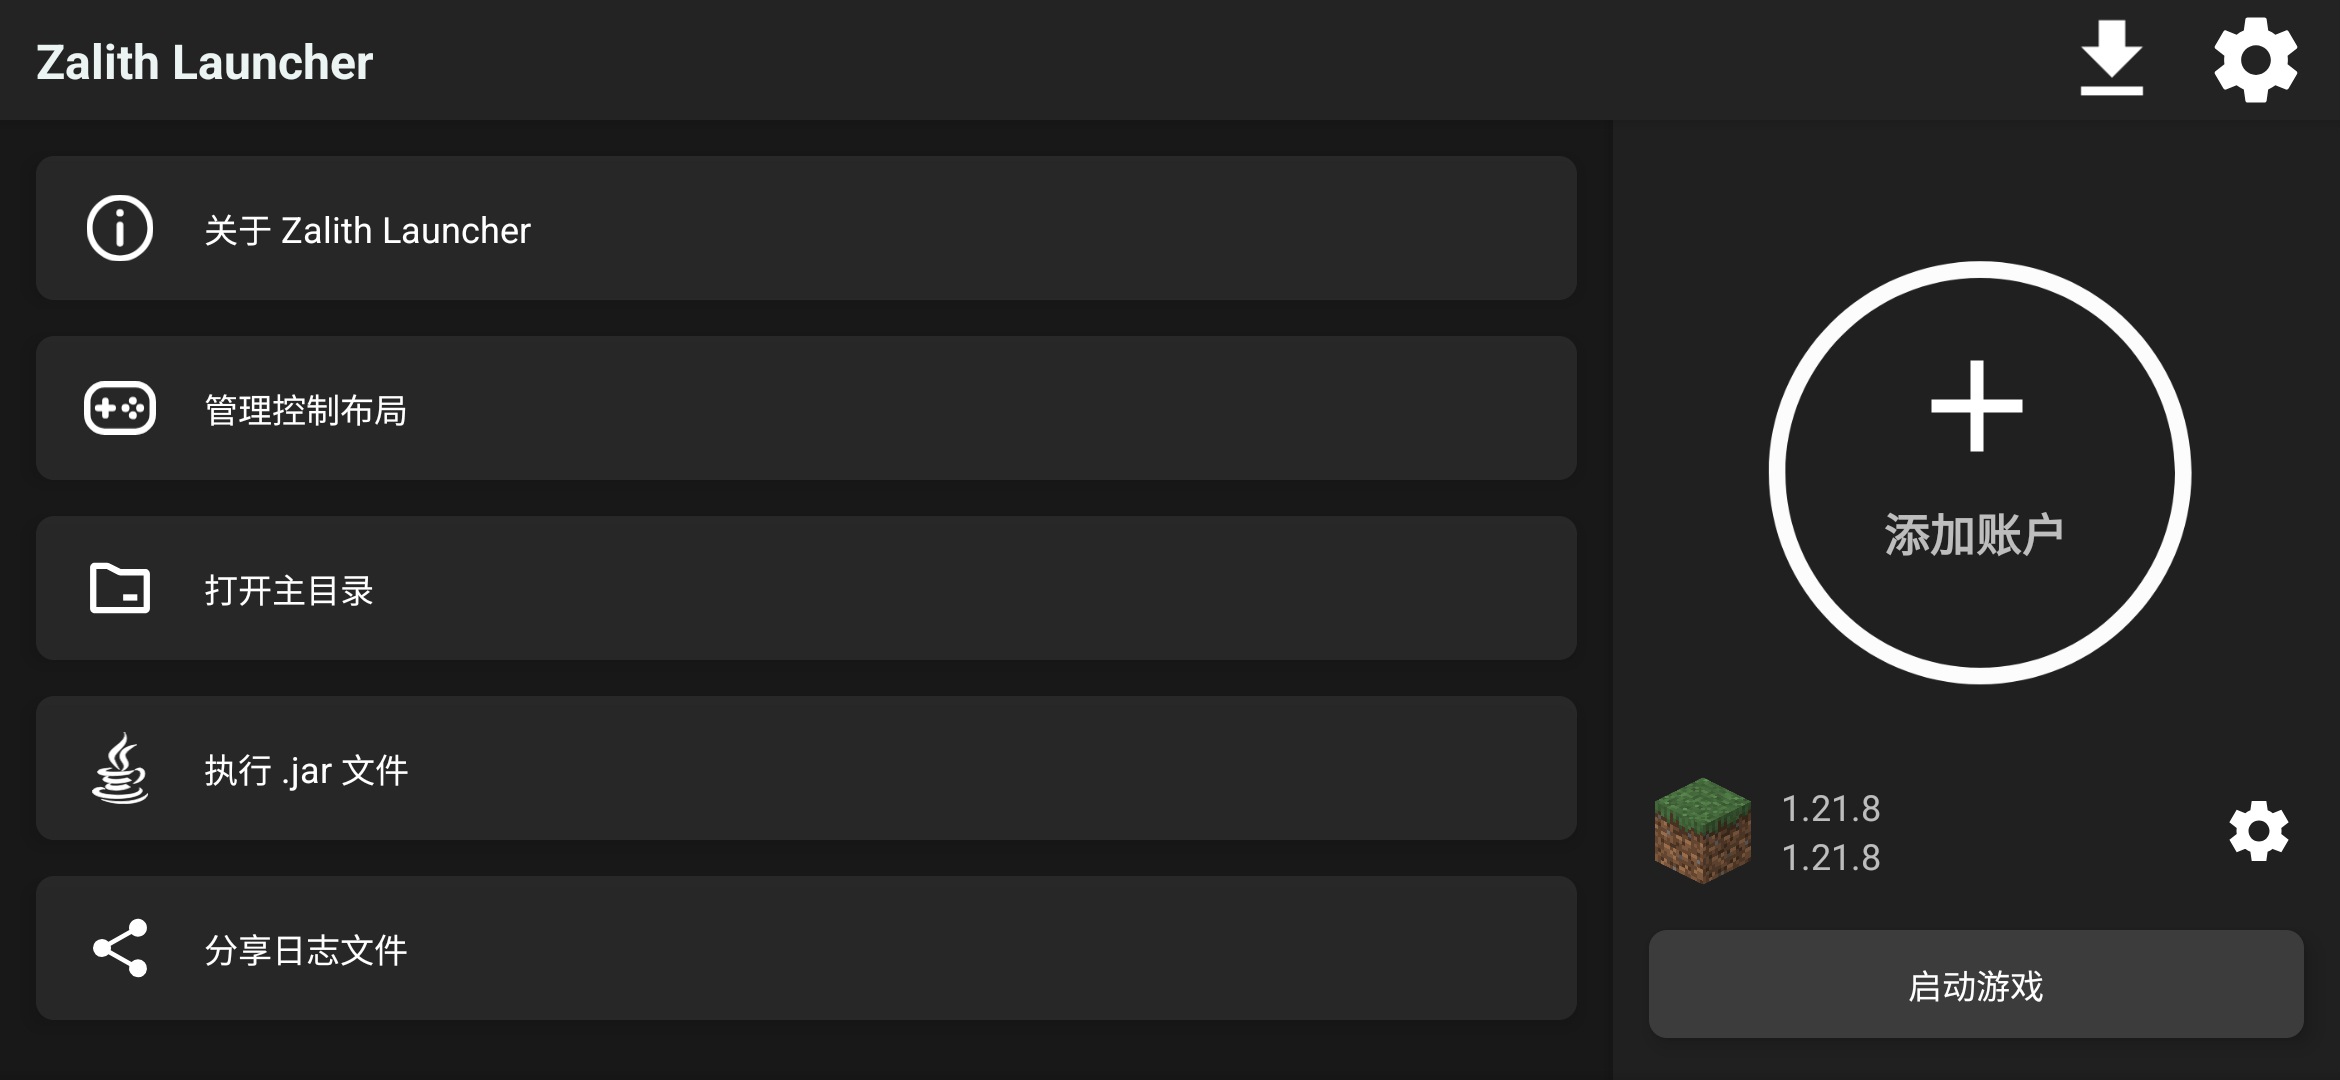 Zalith Launcher
关于 Zalith Launcher
管理控制布局
打开主目录
执行 .jar 文件
分享日志文件
添加账户
1.21.8
1.21.8
启动游戏